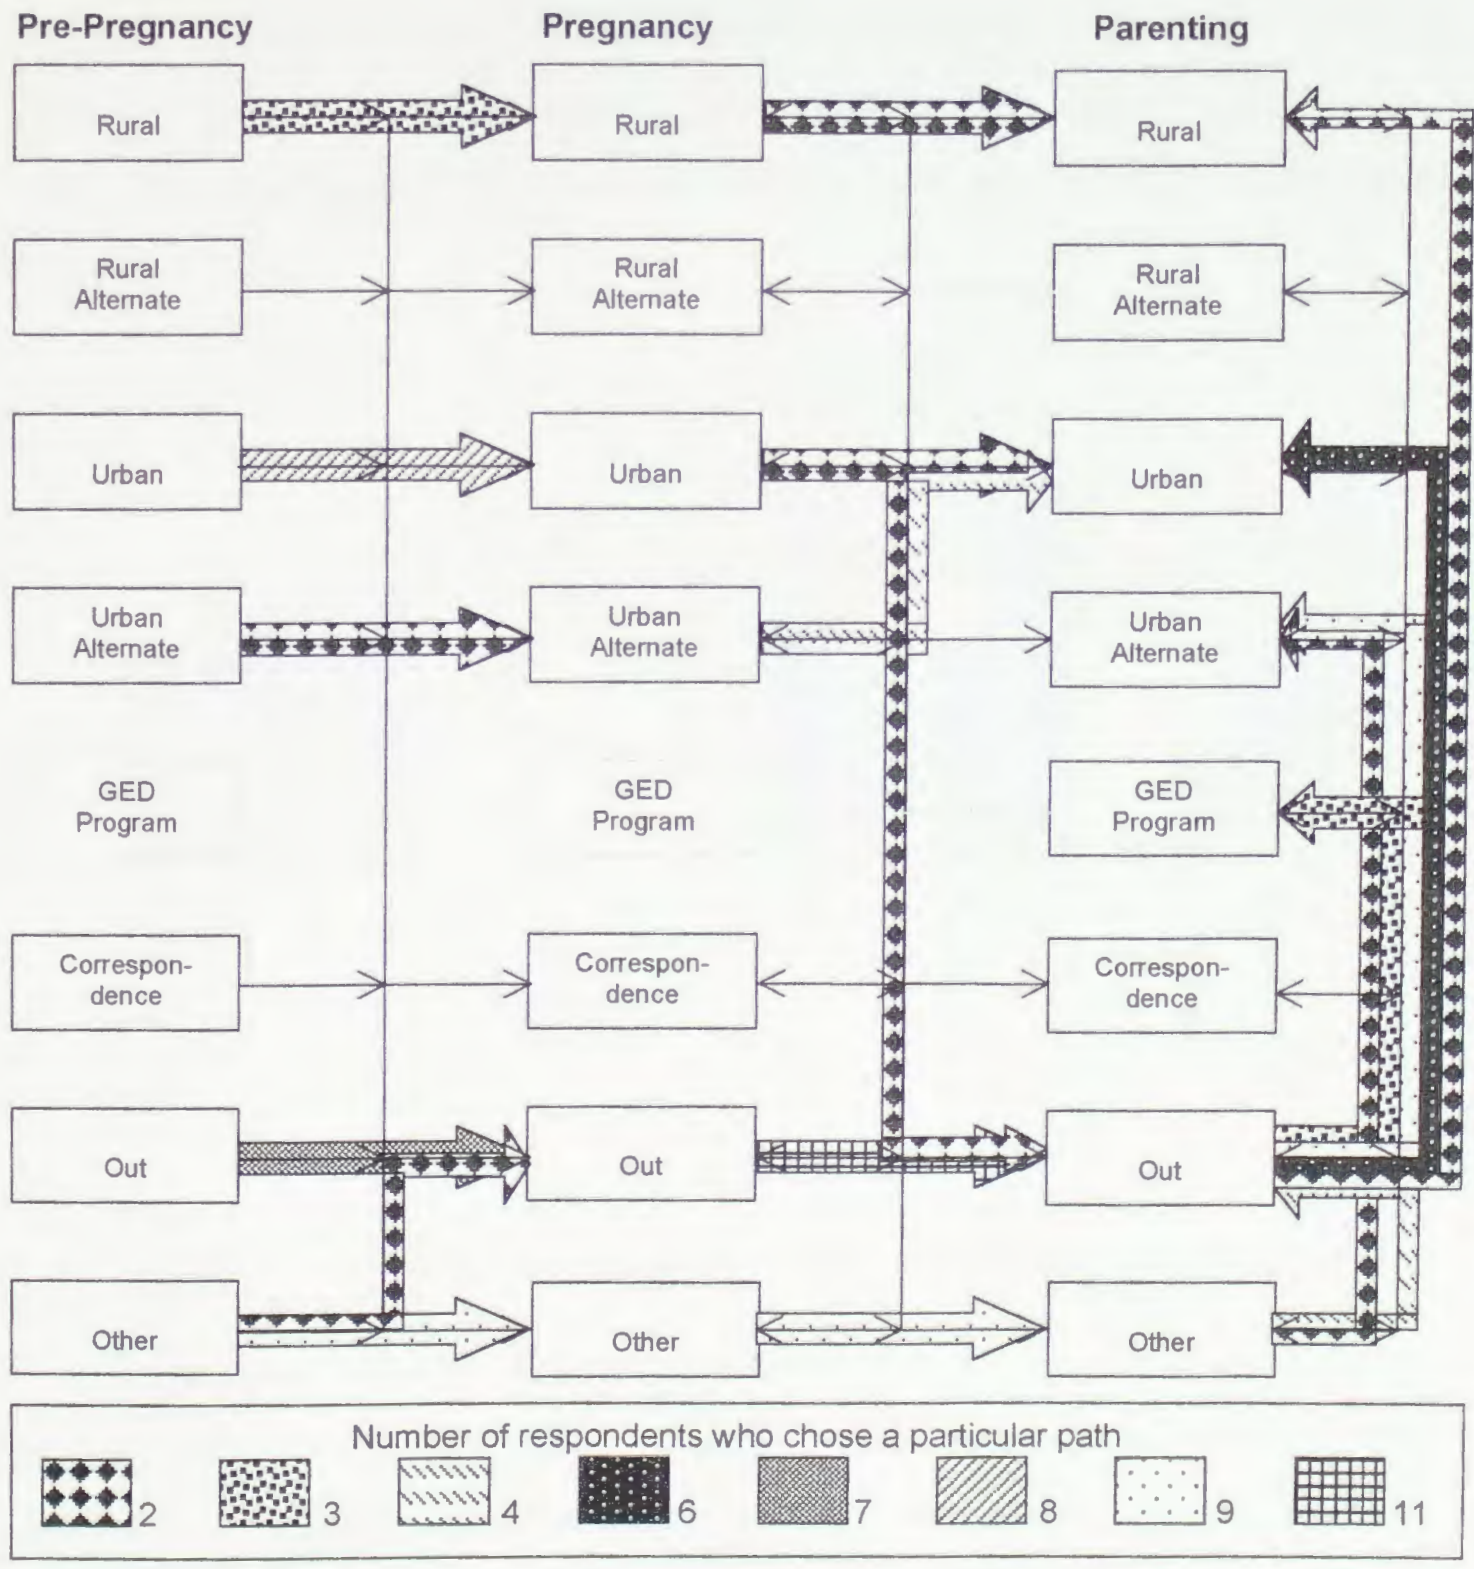 Pre-Pregnancy Pregnancy Parenting
Rural Rural Rural
Rural Rural Rural
Alternate Alternate Alternate
Urban Urban Urban
Urban Urban Urban
Alternate Alternate Alternate
GED GED GED
Program Program Program
Correspon- Correspon- Correspon-
dence dence dence
Out Out Out
Other Other Other
Number of respondents who chose a particular path
2 3 4 6 7 8 9 11